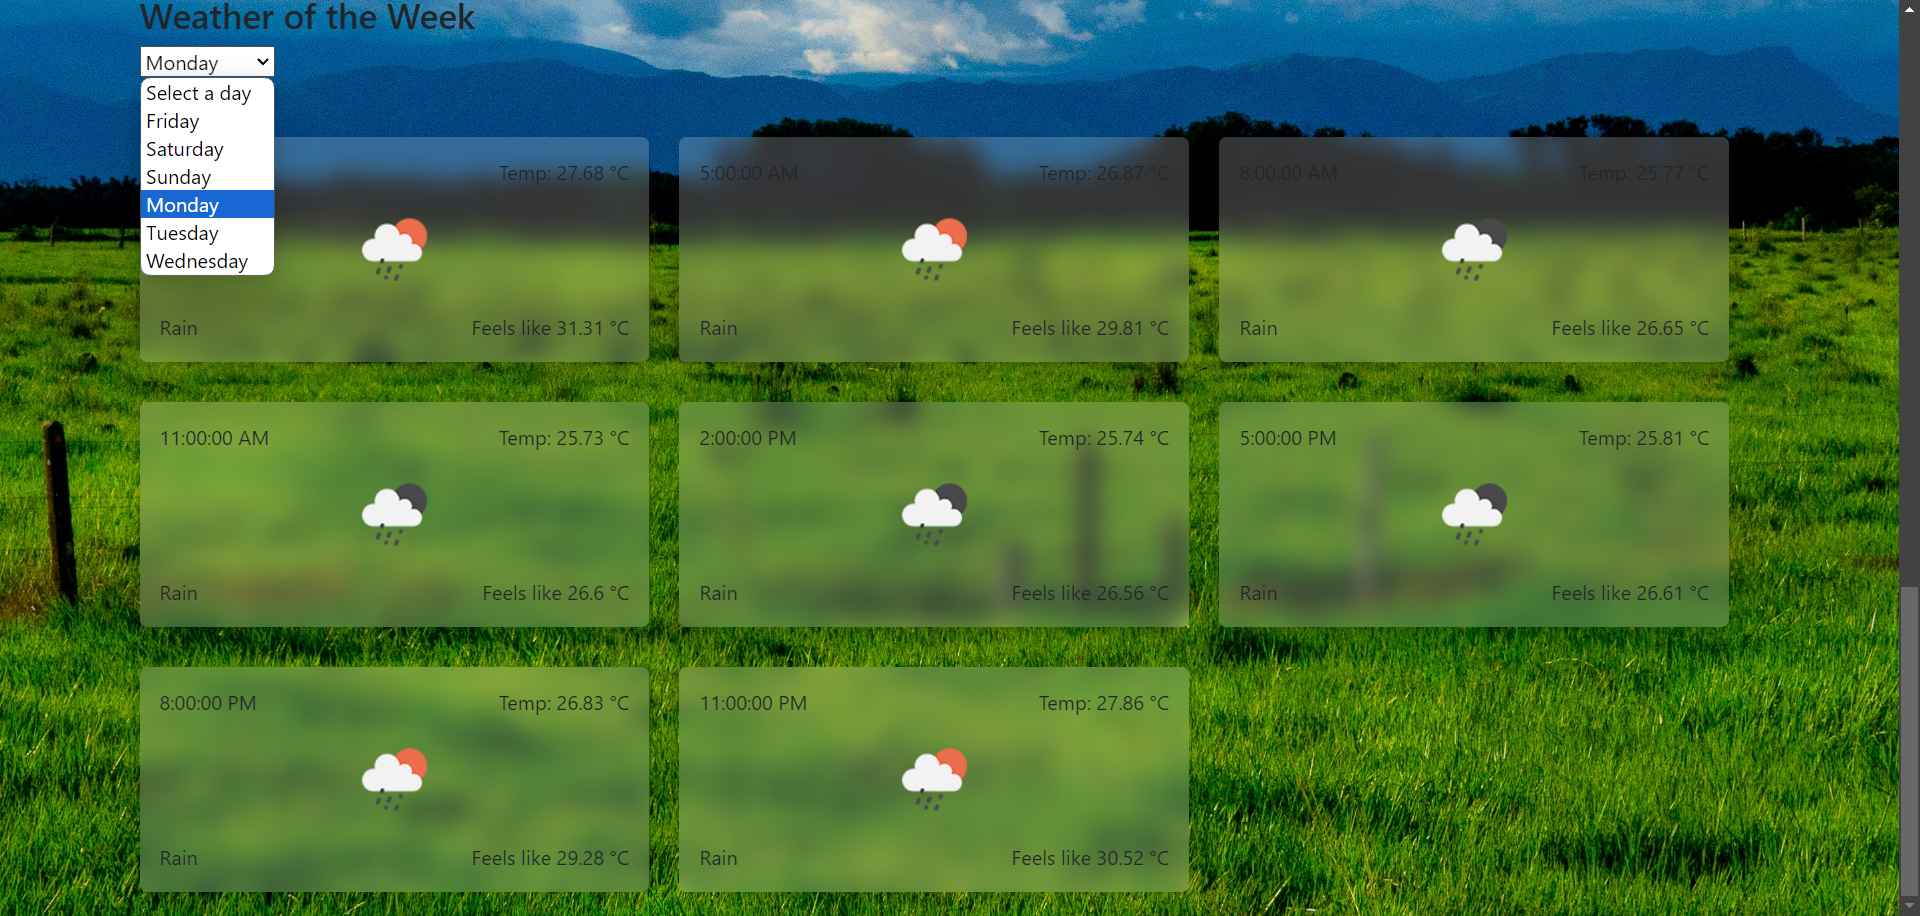 Weather of the Week
Monday
Select a day
Friday
Saturday
Sunday
Monday
Tuesday
Wednesday
Temp: 27.68 °C
Rain
Feels like 31.31 °C
5:00:00 AM
Temp: 26.87 °C
Rain
Feels like 29.81 °C
8:00:00 AM
Temp: 25.77 °C
Rain
Feels like 26.65 °C
11:00:00 AM
Temp: 25.73 °C
Rain
Feels like 26.6 °C
2:00:00 PM
Temp: 25.74 °C
Rain
Feels like 26.56 °C
5:00:00 PM
Temp: 25.81 °C
Rain
Feels like 26.61 °C
8:00:00 PM
Temp: 26.83 °C
Rain
Feels like 29.28 °C
11:00:00 PM
Temp: 27.86 °C
Rain
Feels like 30.52 °C